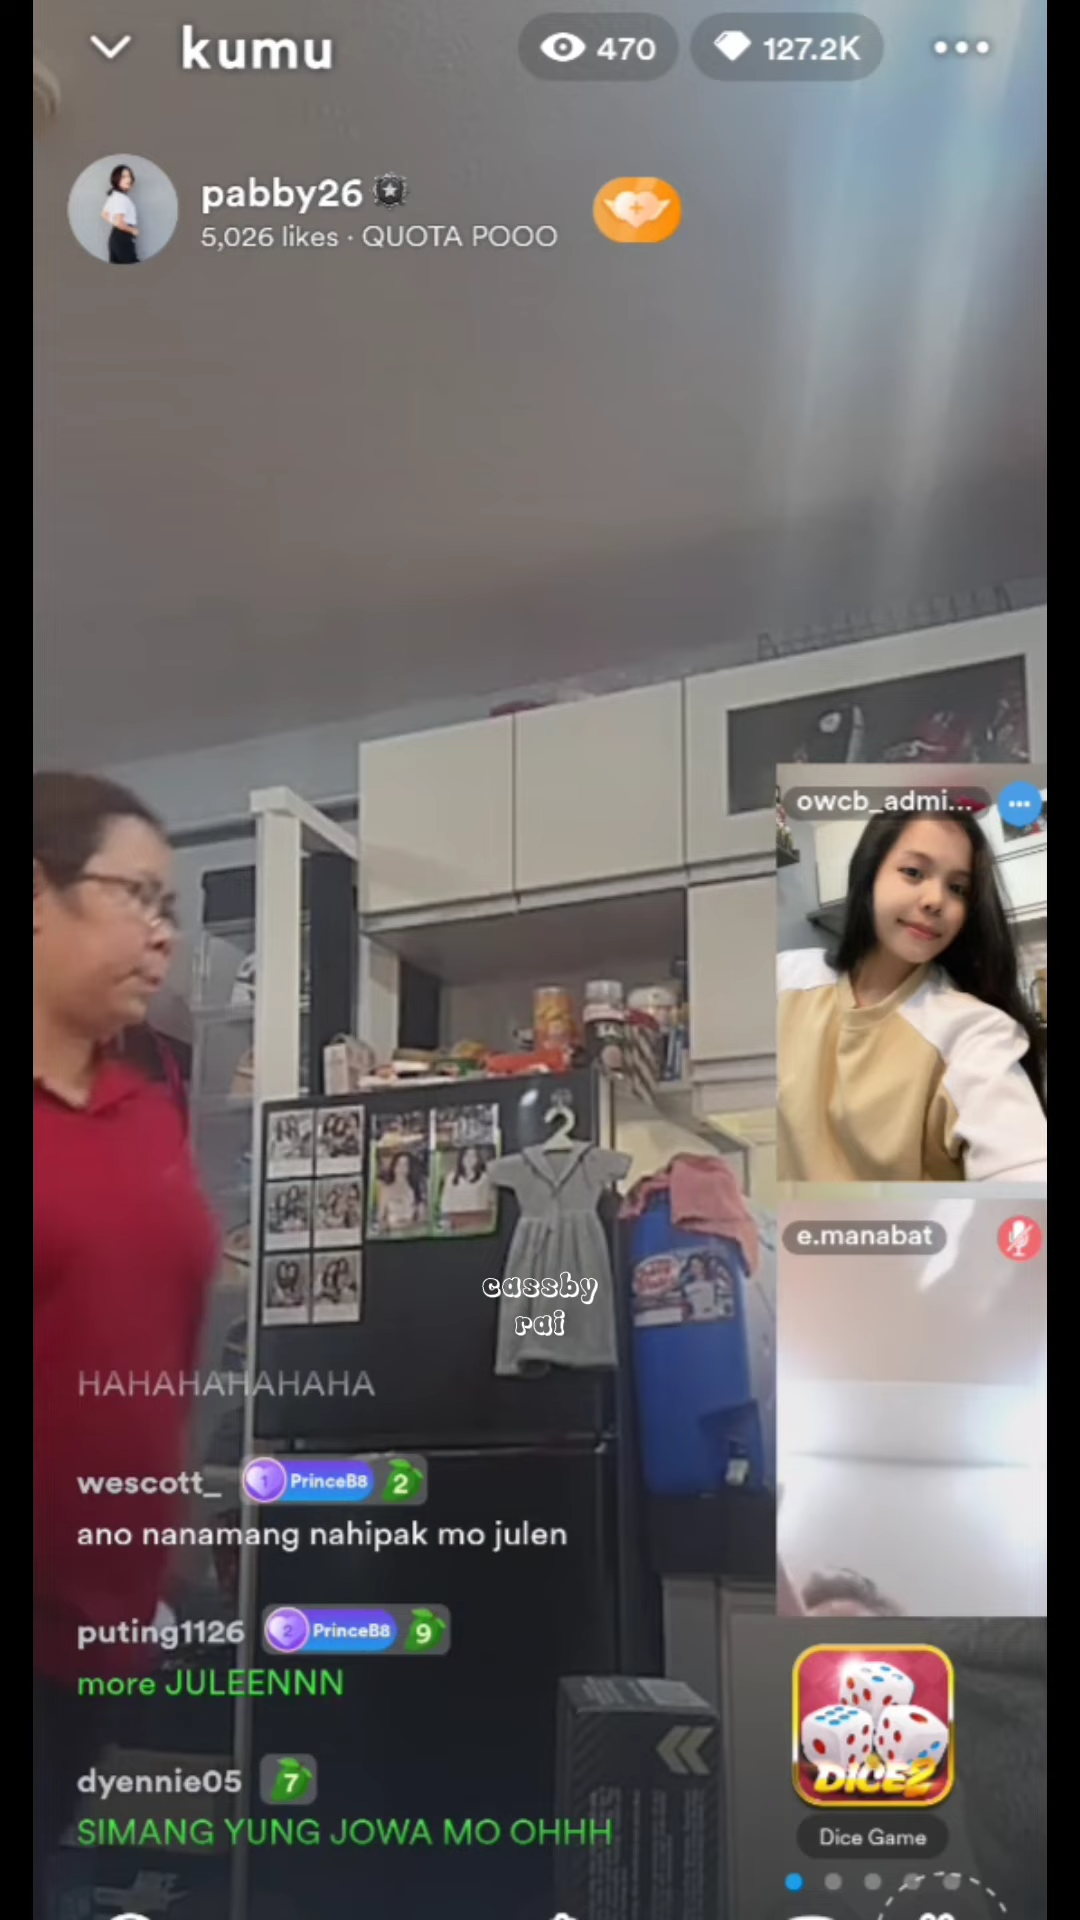 kumu
470
127.2K
pabby26
5,026 likes · QUOTA POOO
owcb_admi...
e.manabat
cassby
rai
HAHAHAHAHAHA
wescott_ 1 PrinceB8 2
ano nanamang nahipak mo julen
puting1126 2 PrinceB8 9
more JULEENNN
dyennie05 7
SIMANG YUNG JOWA MO OHHH
DICE2
Dice Game